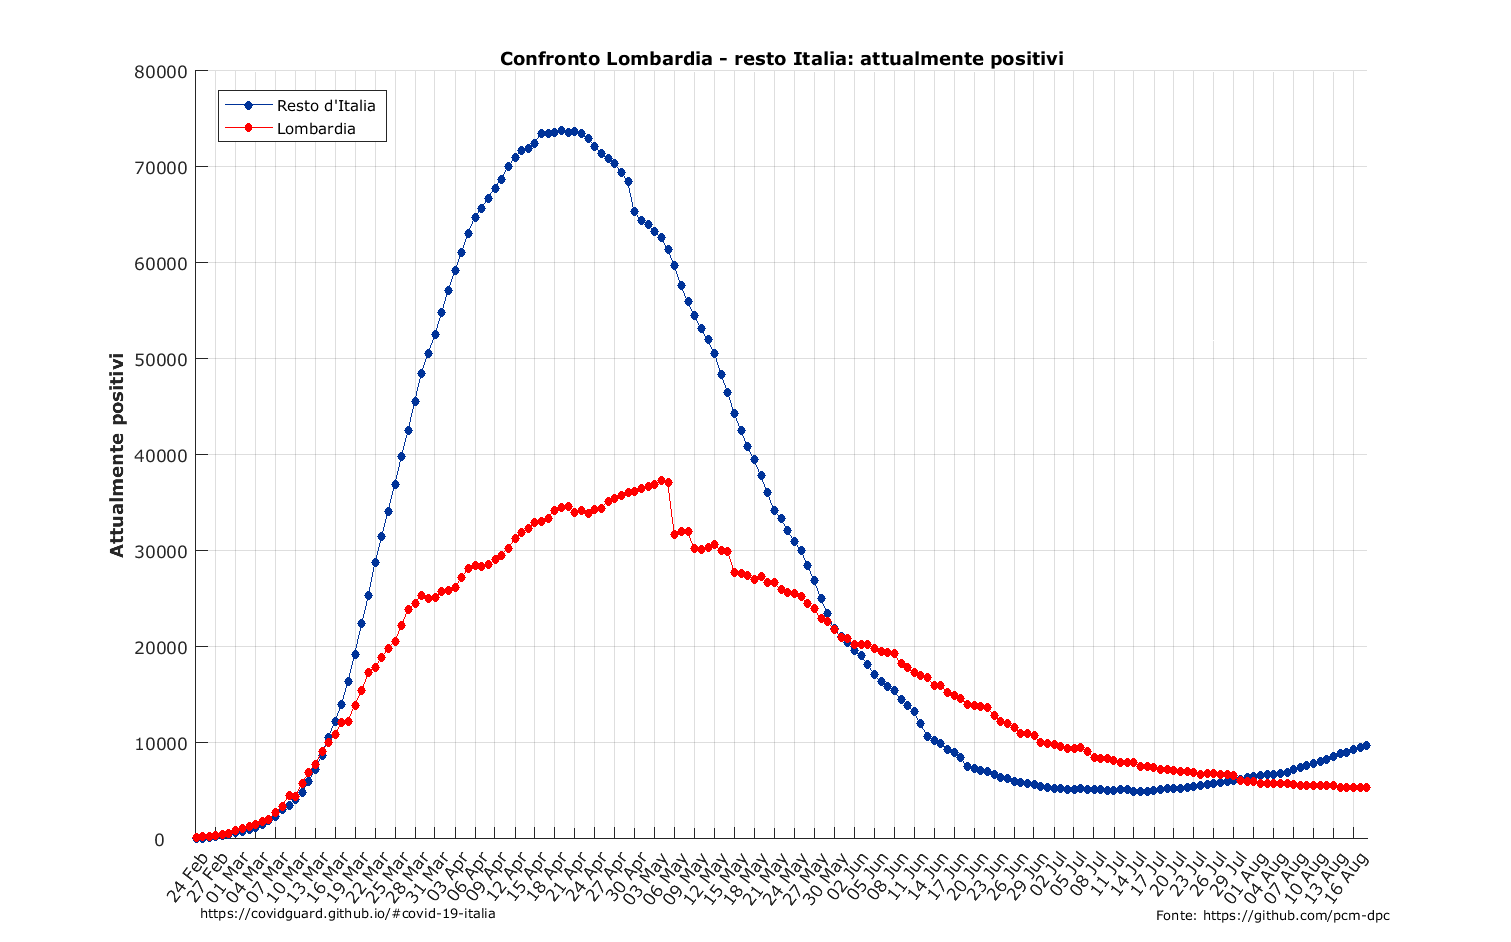 Confronto Lombardia - resto Italia: attualmente positivi
Resto d'Italia
Lombardia
Attualmente positivi
80000
70000
60000
50000
40000
30000
20000
10000
0
24 Feb
27 Feb
01 Mar
04 Mar
07 Mar
10 Mar
13 Mar
16 Mar
19 Mar
22 Mar
25 Mar
28 Mar
31 Mar
03 Apr
06 Apr
09 Apr
12 Apr
15 Apr
18 Apr
21 Apr
24 Apr
27 Apr
30 Apr
03 May
06 May
09 May
12 May
15 May
18 May
21 May
24 May
27 May
30 May
02 Jun
05 Jun
08 Jun
11 Jun
14 Jun
17 Jun
20 Jun
23 Jun
26 Jun
29 Jun
02 Jul
05 Jul
08 Jul
11 Jul
14 Jul
17 Jul
20 Jul
23 Jul
26 Jul
29 Jul
01 Aug
04 Aug
07 Aug
10 Aug
13 Aug
16 Aug
https://covidguard.github.io/#covid-19-italia
Fonte: https://github.com/pcm-dpc